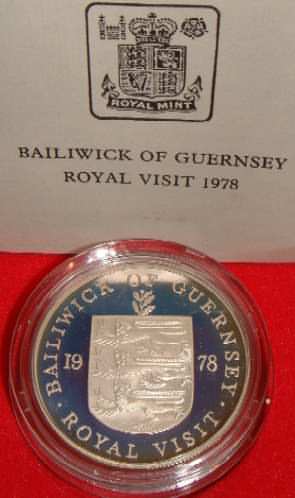 ROYAL MINT
BAILIWICK OF GUERNSEY
ROYAL VISIT 1978
BAILIWICK OF GUERNSEY
19 78
· ROYAL VISIT ·